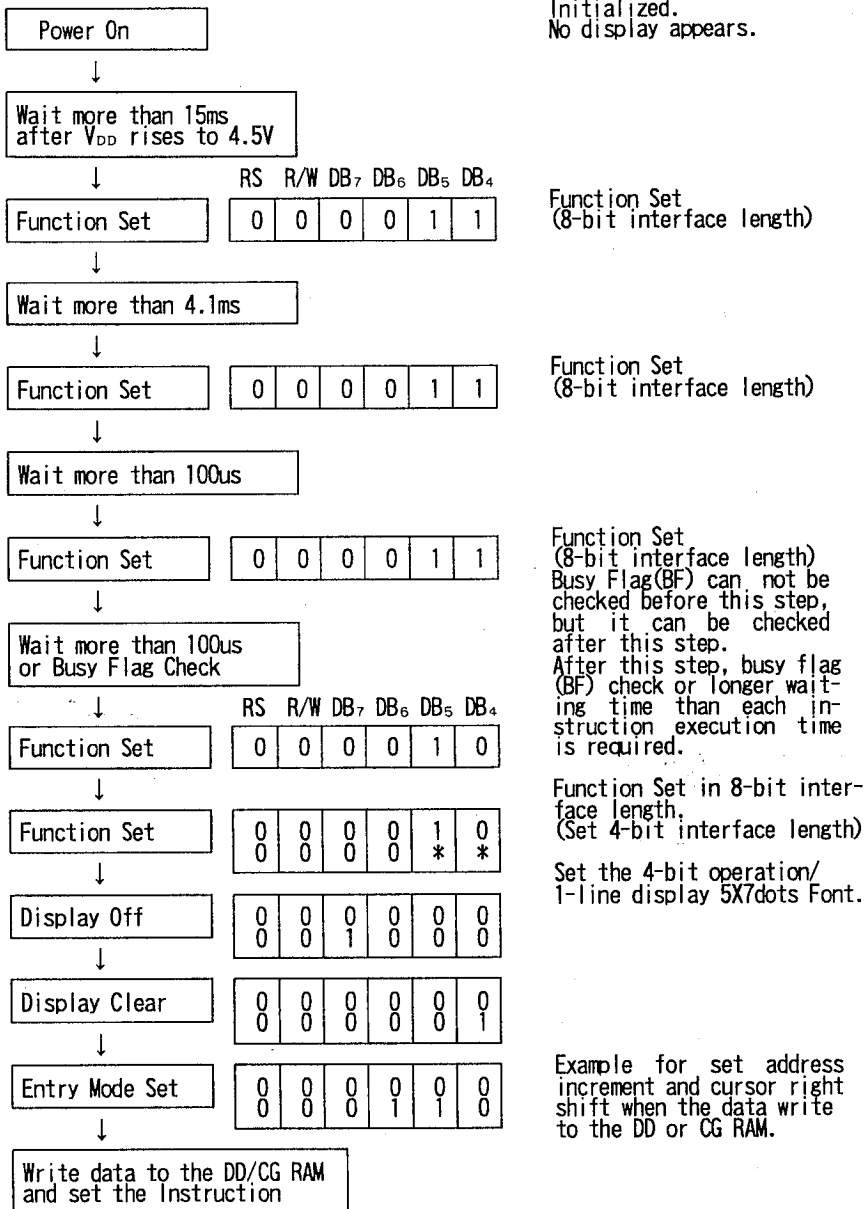 Initialized.
Power On
No display appears.
↓
Wait more than 15ms
after VDD rises to 4.5V
↓
RS R/W DB7 DB6 DB5 DB4
Function Set
0 0 0 0 1 1
Function Set
(8-bit interface length)
↓
Wait more than 4.1ms
↓
Function Set
0 0 0 0 1 1
Function Set
(8-bit interface length)
↓
Wait more than 100us
↓
Function Set
0 0 0 0 1 1
Function Set
(8-bit interface length)
Busy Flag(BF) can not be
checked before this step,
but it can be checked
after this step.
After this step, busy flag
(BF) check or longer wait-
ing time than each in-
struction execution time
is required.
↓
Wait more than 100us
or Busy Flag Check
↓
RS R/W DB7 DB6 DB5 DB4
Function Set
0 0 0 0 1 0
Function Set in 8-bit inter-
face length.
(Set 4-bit interface length)
↓
Function Set
0 0 0 0 1 0
0 0 0 0 * *
Set the 4-bit operation/
1-line display 5X7dots Font.
↓
Display Off
0 0 0 0 0 0
0 0 1 0 0 0
↓
Display Clear
0 0 0 0 0 0
0 0 0 0 0 1
↓
Entry Mode Set
0 0 0 0 0 0
0 0 0 1 1 0
Example for set address
increment and cursor right
shift when the data write
to the DD or CG RAM.
↓
Write data to the DD/CG RAM
and set the Instruction